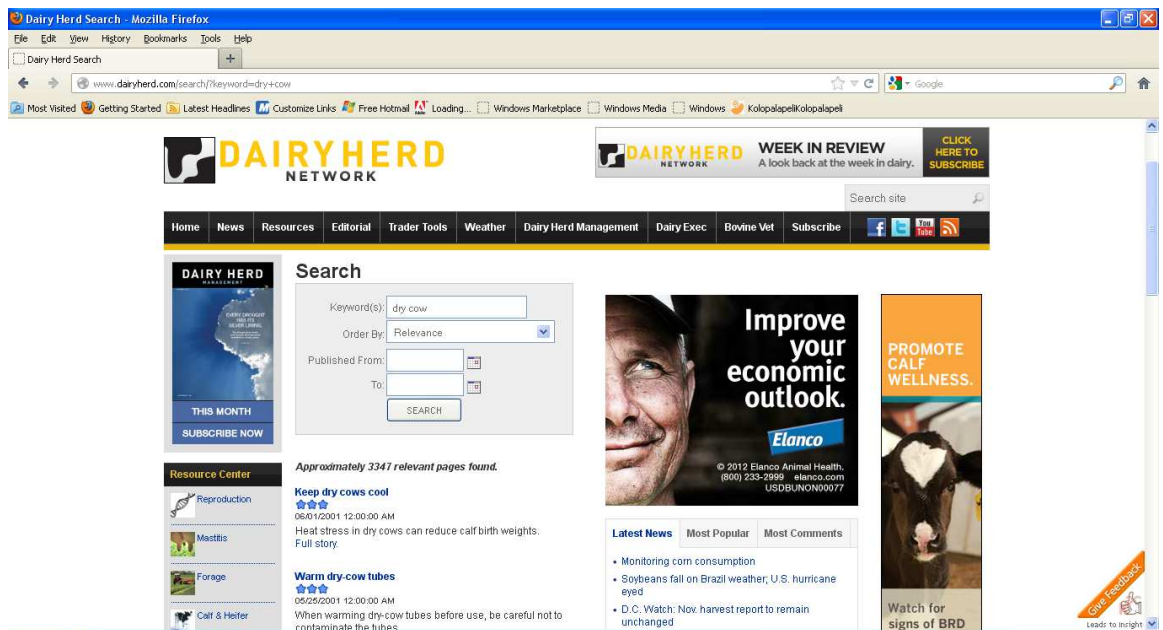 Dairy Herd Search - Mozilla Firefox
File Edit View History Bookmarks Tools Help
Dairy Herd Search
www.dairyherd.com/search/?keyword=dry+cow
Google
Most Visited Getting Started Latest Headlines Customize Links Free Hotmail Loading... Windows Marketplace Windows Media Windows KolopalapeliKolopalapeli
DAIRYHERD
NETWORK
DAIRYHERD
NETWORK
WEEK IN REVIEW
A look back at the week in dairy.
CLICK
HERE TO
SUBSCRIBE
Search site
Home News Resources Editorial Trader Tools Weather Dairy Herd Management Dairy Exec Bovine Vet Subscribe
You
Tube
DAIRY HERD
MANAGEMENT
EVERY DROUGHT
HAS ITS
SILVER LINING.
THIS MONTH
SUBSCRIBE NOW
Resource Center
Reproduction
Mastitis
Forage
Calf & Heifer
Search
Keyword(s): dry cow
Order By: Relevance
Published From:
To:
SEARCH
Approximately 3347 relevant pages found.
Keep dry cows cool
06/01/2001 12:00:00 AM
Heat stress in dry cows can reduce calf birth weights.
Full story.
Warm dry-cow tubes
05/25/2001 12:00:00 AM
When warming dry-cow tubes before use, be careful not to
contaminate the tubes.
Improve
your
economic
outlook.
Elanco
© 2012 Elanco Animal Health.
(800) 233-2999 elanco.com
USDBUNON00077
Latest News Most Popular Most Comments
Monitoring corn consumption
Soybeans fall on Brazil weather; U.S. hurricane
eyed
D.C. Watch: Nov. harvest report to remain
unchanged
PROMOTE
CALF
WELLNESS.
Watch for
signs of BRD
Give Feedback
Leads to Insight